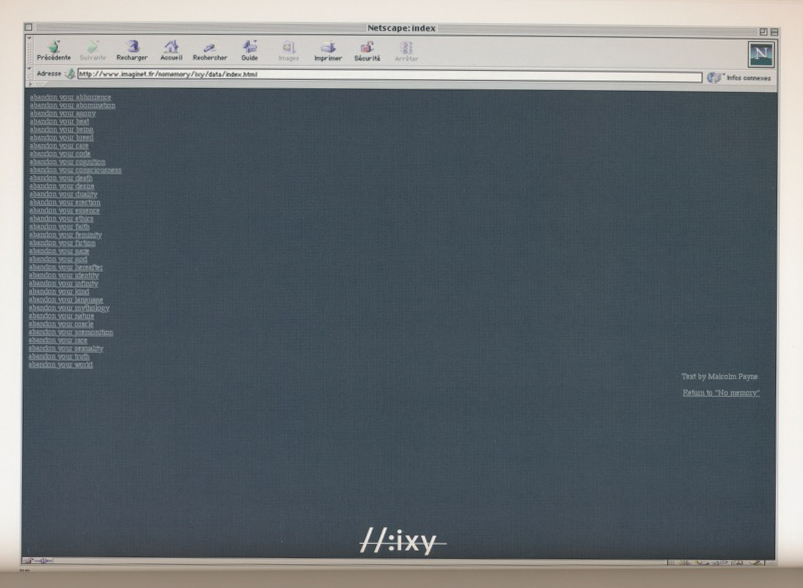 Netscape: index
Précédente Suivante Recharger Accueil Rechercher Guide Images Imprimer Sécurité Arrêter
N
Adresse http://www.imaginet.fr/nomemory/ixy/data/index.html Infos connexes
abandon your abhorrence
abandon your abomination
abandon your agony
abandon your beat
abandon your being
abandon your breed
abandon your care
abandon your code
abandon your cognition
abandon your consciousness
abandon your death
abandon your desire
abandon your duality
abandon your erection
abandon your essence
abandon your ethics
abandon your faith
abandon your feminity
abandon your fiction
abandon your gaze
abandon your god
abandon your hereafter
abandon your identity
abandon your infinity
abandon your kind
abandon your language
abandon your mythology
abandon your nature
abandon your oracle
abandon your premonition
abandon your race
abandon your sexuality
abandon your truth
abandon your world
Text by Malcolm Payne
Return to "No memory"
//:ixy